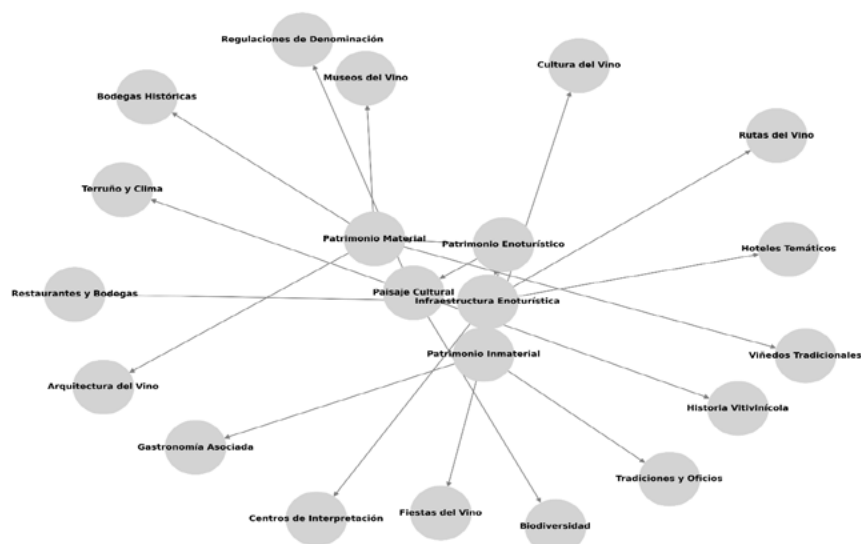 Regulaciones de Denominación
Cultura del Vino
Museos del Vino
Bodegas Históricas
Rutas del Vino
Terruño y Clima
Patrimonio Material
Patrimonio Enoturístico
Hoteles Temáticos
Restaurantes y Bodegas
Paisaje Cultural
Infraestructura Enoturística
Patrimonio Inmaterial
Viñedos Tradicionales
Arquitectura del Vino
Historia Vitivinícola
Gastronomía Asociada
Tradiciones y Oficios
Centros de Interpretación
Fiestas del Vino
Biodiversidad